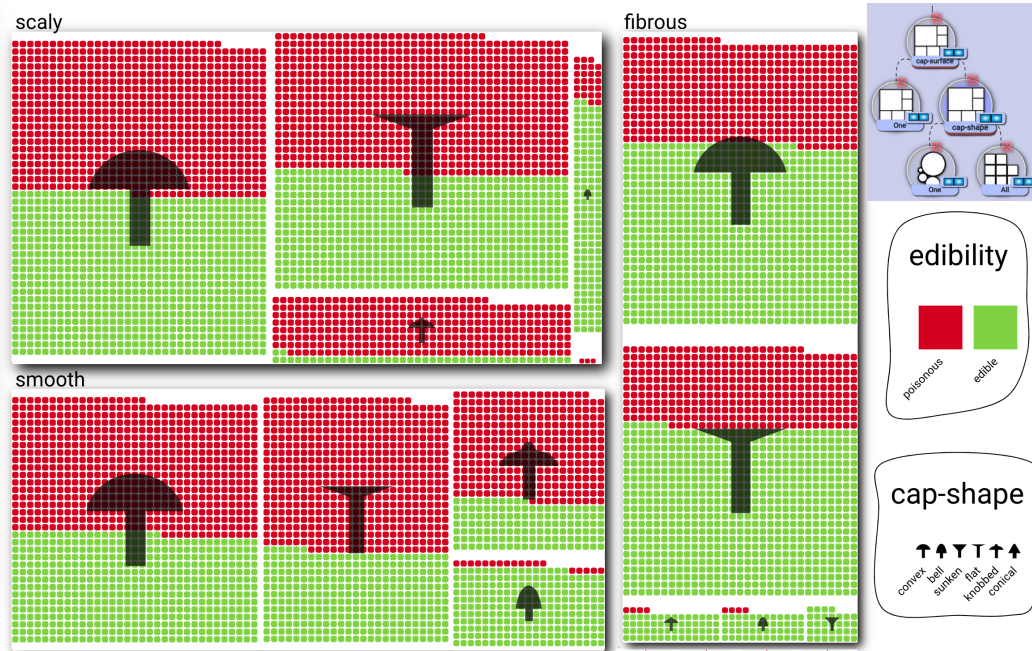 scaly
fibrous
cap-surface
One
cap-shape
One
All
edibility
poisonous
edible
smooth
cap-shape
convex
bell
sunken
flat
knobbed
conical